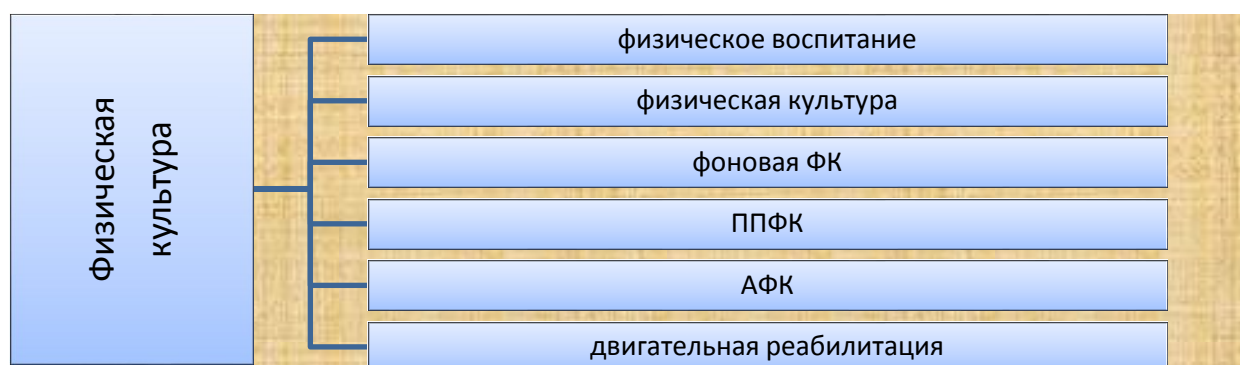 Физическая
культура
физическое воспитание
физическая культура
фоновая ФК
ППФК
АФК
двигательная реабилитация